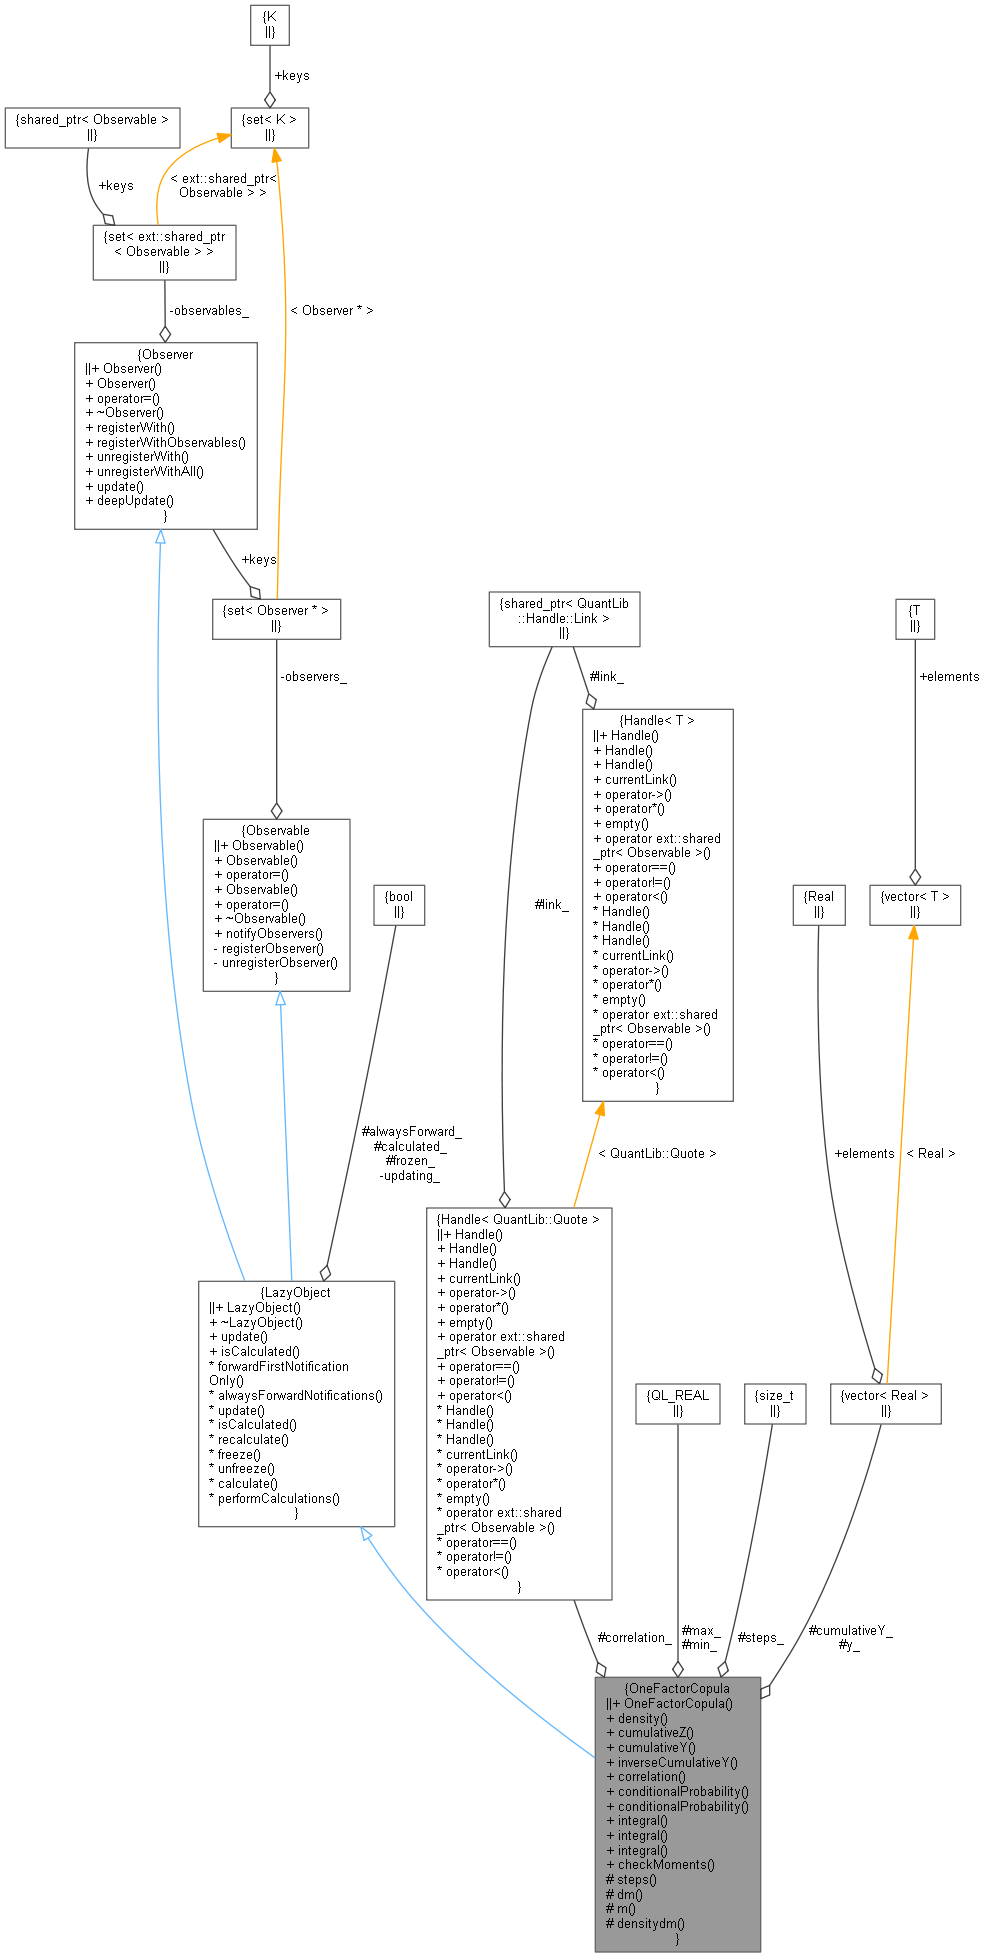 {K
||}
+keys
{shared_ptr< Observable >
||}
{set< K >
||}
+keys
< ext::shared_ptr<
Observable > >
{set< ext::shared_ptr
< Observable > >
||}
-observables_
< Observer * >
{Observer
||+ Observer()
+ Observer()
+ operator=()
+ ~Observer()
+ registerWith()
+ registerWithObservables()
+ unregisterWith()
+ unregisterWithAll()
+ update()
+ deepUpdate()
}
+keys
{set< Observer * >
||}
-observers_
{shared_ptr< QuantLib
::Handle::Link >
||}
#link_
{T
||}
+elements
{Handle< T >
||+ Handle()
+ Handle()
+ Handle()
+ currentLink()
+ operator->()
+ operator*()
+ empty()
+ operator ext::shared
_ptr< Observable >()
+ operator==()
+ operator!=()
+ operator<()
* Handle()
* Handle()
* Handle()
* currentLink()
* operator->()
* operator*()
* empty()
* operator ext::shared
_ptr< Observable >()
* operator==()
* operator!=()
* operator<()
}
{Observable
||+ Observable()
+ Observable()
+ operator=()
+ Observable()
+ operator=()
+ ~Observable()
+ notifyObservers()
- registerObserver()
- unregisterObserver()
}
{bool
||}
#link_
{Real
||}
{vector< T >
||}
#alwaysForward_
#calculated_
#frozen_
-updating_
< QuantLib::Quote >
+elements
< Real >
{Handle< QuantLib::Quote >
||+ Handle()
+ Handle()
+ Handle()
+ currentLink()
+ operator->()
+ operator*()
+ empty()
+ operator ext::shared
_ptr< Observable >()
+ operator==()
+ operator!=()
+ operator<()
* Handle()
* Handle()
* Handle()
* currentLink()
* operator->()
* operator*()
* empty()
* operator ext::shared
_ptr< Observable >()
* operator==()
* operator!=()
* operator<()
}
{LazyObject
||+ LazyObject()
+ ~LazyObject()
+ update()
+ isCalculated()
* forwardFirstNotification
Only()
* alwaysForwardNotifications()
* update()
* isCalculated()
* recalculate()
* freeze()
* unfreeze()
* calculate()
* performCalculations()
}
{QL_REAL
||}
{size_t
||}
{vector< Real >
||}
#correlation_
#max_
#min_
#steps_
#cumulativeY_
#y_
{OneFactorCopula
||+ OneFactorCopula()
+ density()
+ cumulativeZ()
+ cumulativeY()
+ inverseCumulativeY()
+ correlation()
+ conditionalProbability()
+ conditionalProbability()
+ integral()
+ integral()
+ integral()
+ checkMoments()
# steps()
# dm()
# m()
# densitydm()
}